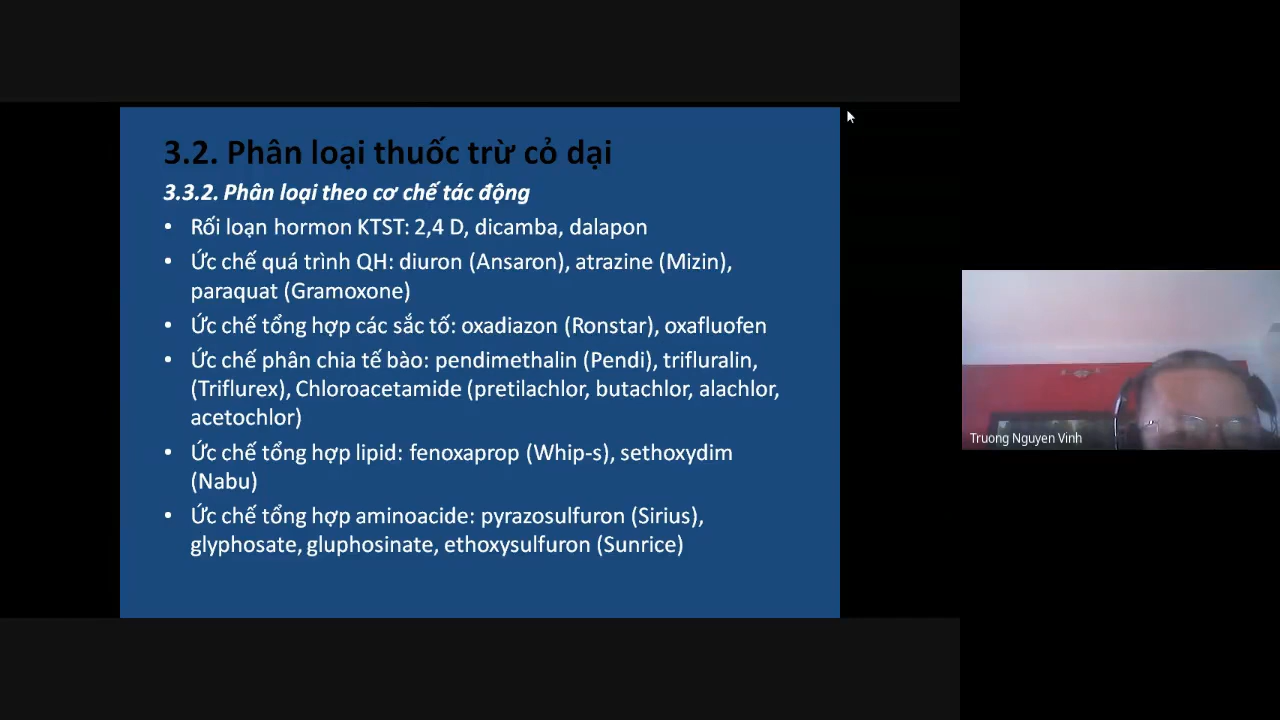 3.2. Phân loại thuốc trừ cỏ dại
3.3.2. Phân loại theo cơ chế tác động
• Rối loạn hormon KTST: 2,4 D, dicamba, dalapon
• Ức chế quá trình QH: diuron (Ansaron), atrazine (Mizin),
paraquat (Gramoxone)
• Ức chế tổng hợp các sắc tố: oxadiazon (Ronstar), oxafluofen
• Ức chế phân chia tế bào: pendimethalin (Pendi), trifluralin,
(Triflurex), Chloroacetamide (pretilachlor, butachlor, alachlor,
acetochlor)
• Ức chế tổng hợp lipid: fenoxaprop (Whip-s), sethoxydim
(Nabu)
• Ức chế tổng hợp aminoacide: pyrazosulfuron (Sirius),
glyphosate, gluphosinate, ethoxysulfuron (Sunrice)
Truong Nguyen Vinh